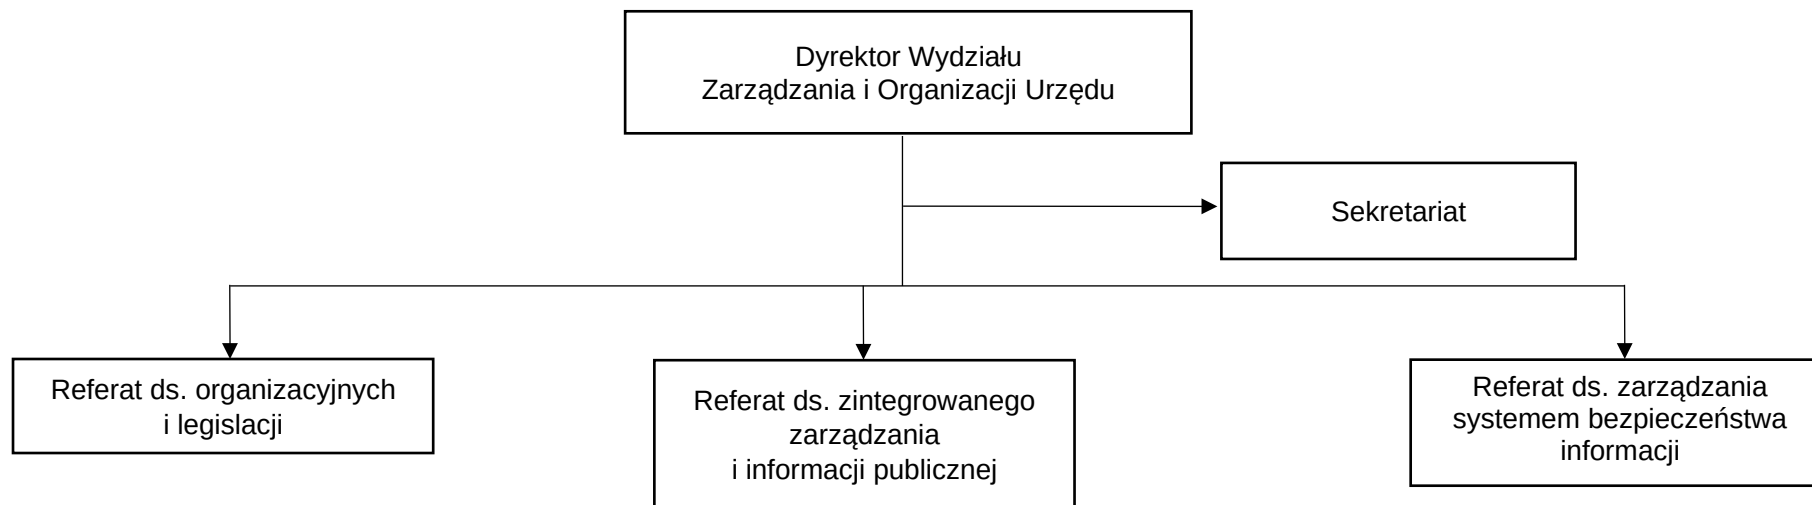 Dyrektor Wydziału
Zarządzania i Organizacji Urzędu
Sekretariat
Referat ds. organizacyjnych
i legislacji
Referat ds. zintegrowanego
zarządzania
i informacji publicznej
Referat ds. zarządzania
systemem bezpieczeństwa
informacji